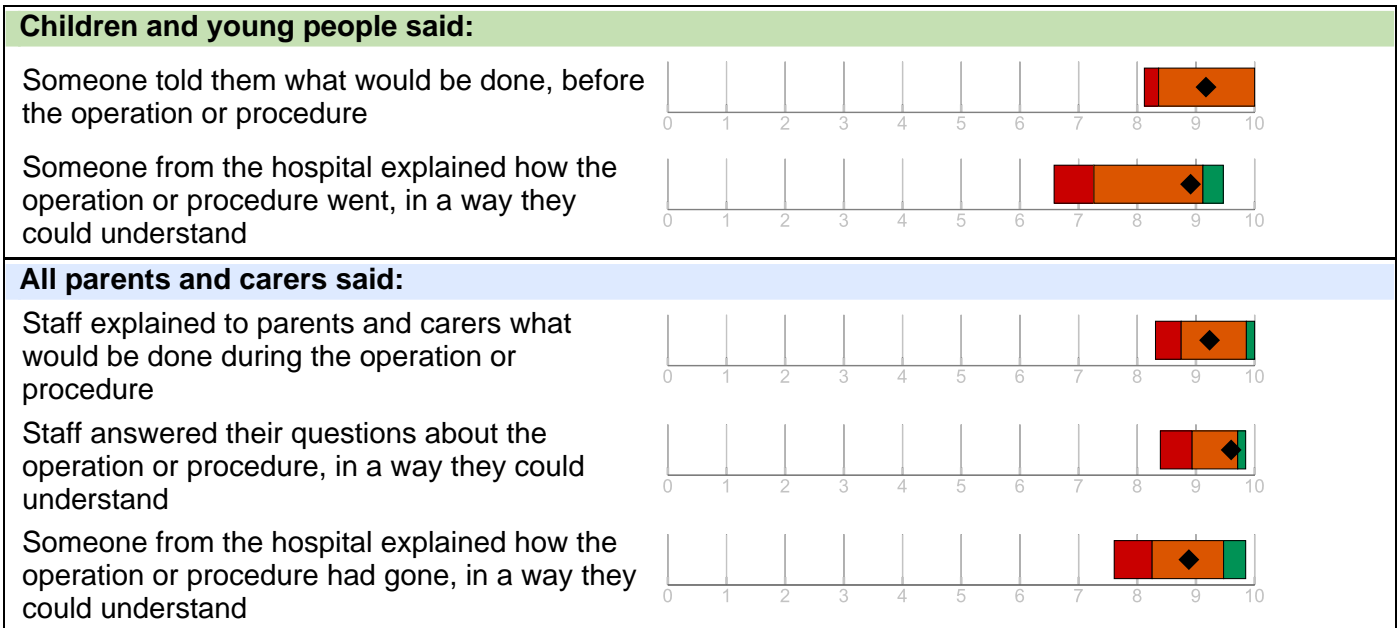 Children and young people said:
Someone told them what would be done, before
the operation or procedure
0 1 2 3 4 5 6 7 8 9 10
Someone from the hospital explained how the
operation or procedure went, in a way they
could understand
0 1 2 3 4 5 6 7 8 9 10
All parents and carers said:
Staff explained to parents and carers what
would be done during the operation or
procedure
0 1 2 3 4 5 6 7 8 9 10
Staff answered their questions about the
operation or procedure, in a way they could
understand
0 1 2 3 4 5 6 7 8 9 10
Someone from the hospital explained how the
operation or procedure had gone, in a way they
could understand
0 1 2 3 4 5 6 7 8 9 10